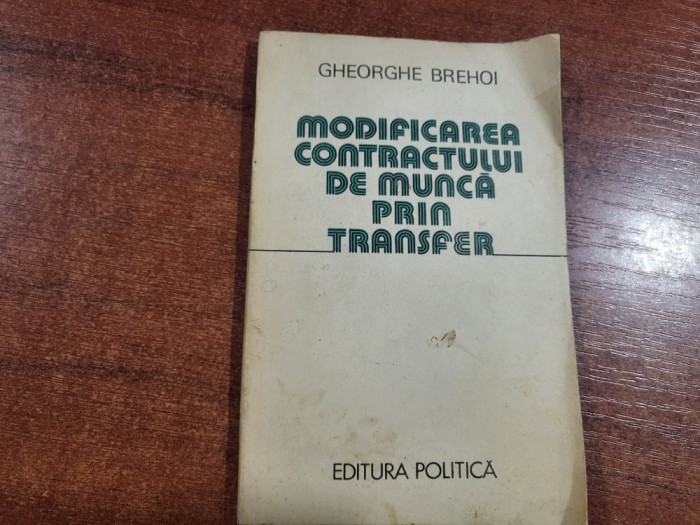 GHEORGHE BREHOI
MODIFICAREA
CONTRACTULUI
DE MUNCĂ
PRIN
TRANSFER
EDITURA POLITICĂ